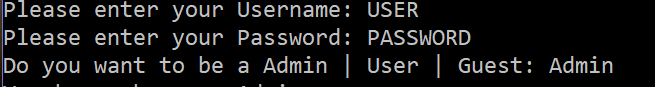 Please enter your Username: USER
Please enter your Password: PASSWORD
Do you want to be a Admin | User | Guest: Admin